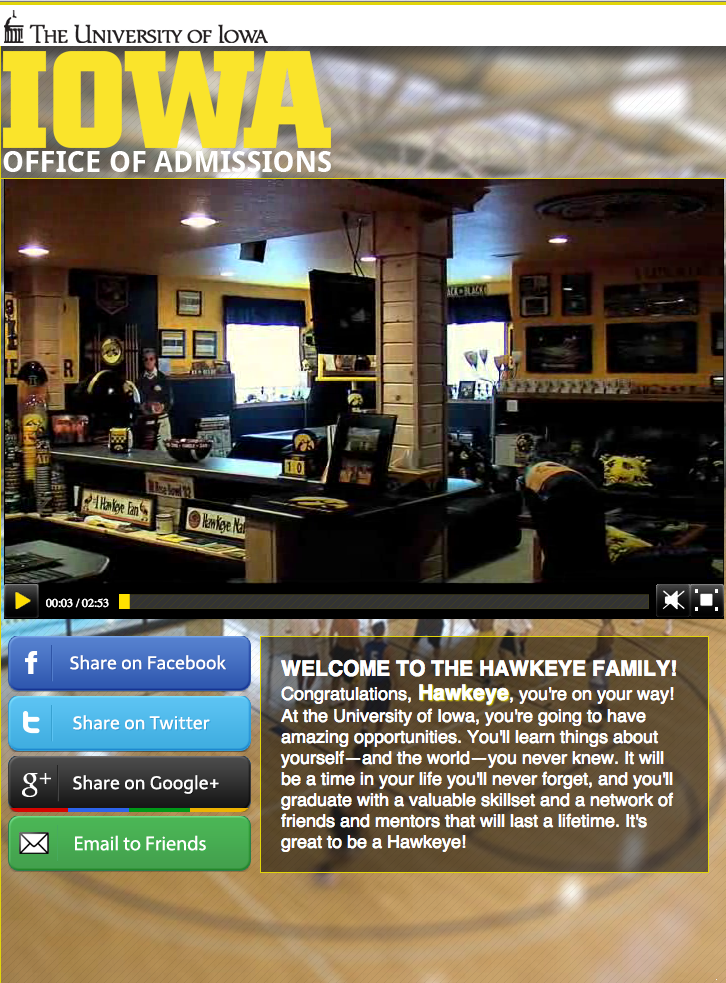 THE UNIVERSITY OF IOWA
IOWA
OFFICE OF ADMISSIONS
BLACK
#1 Hawkeye Fan
Rose Bowl
Hawkeye
10
00:03 / 02:53
Share on Facebook
Share on Twitter
g+ Share on Google+
Email to Friends
WELCOME TO THE HAWKEYE FAMILY!
Congratulations, Hawkeye, you're on your way!
At the University of Iowa, you're going to have
amazing opportunities. You'll learn things about
yourself—and the world—you never knew. It will
be a time in your life you'll never forget, and you'll
graduate with a valuable skillset and a network of
friends and mentors that will last a lifetime. It's
great to be a Hawkeye!